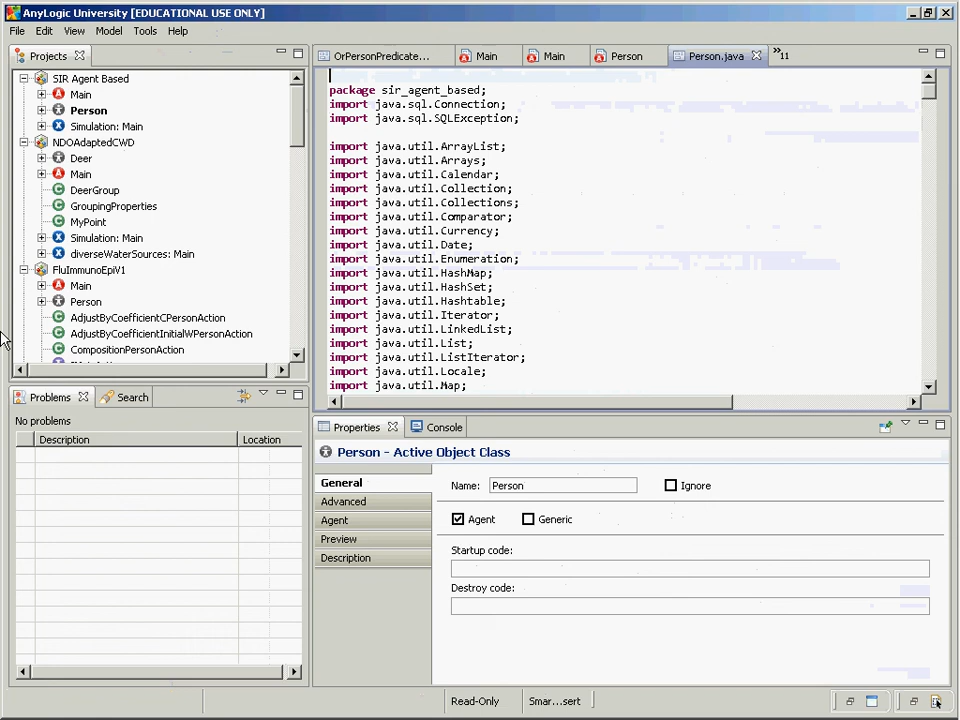 AnyLogic University [EDUCATIONAL USE ONLY]
File Edit View Model Tools Help
Projects
SIR Agent Based
Main
Person
Simulation: Main
NDOAdaptedCWD
Deer
Main
DeerGroup
GroupingProperties
MyPoint
Simulation: Main
diverseWaterSources: Main
FluImmunoEpiV1
Main
Person
AdjustByCoefficientCPersonAction
AdjustByCoefficientInitialWPersonAction
CompositionPersonAction
OrPersonPredicate... Main Main Person Person.java »11
package sir_agent_based;
import java.sql.Connection;
import java.sql.SQLException;
import java.util.ArrayList;
import java.util.Arrays;
import java.util.Calendar;
import java.util.Collection;
import java.util.Collections;
import java.util.Comparator;
import java.util.Currency;
import java.util.Date;
import java.util.Enumeration;
import java.util.HashMap;
import java.util.HashSet;
import java.util.Hashtable;
import java.util.Iterator;
import java.util.LinkedList;
import java.util.List;
import java.util.ListIterator;
import java.util.Locale;
import java.util.Map;
Problems Search
No problems
Description Location
Properties Console
Person - Active Object Class
General
Advanced
Agent
Preview
Description
Name: Person Ignore
Agent Generic
Startup code:
Destroy code:
Read-Only Smar...sert